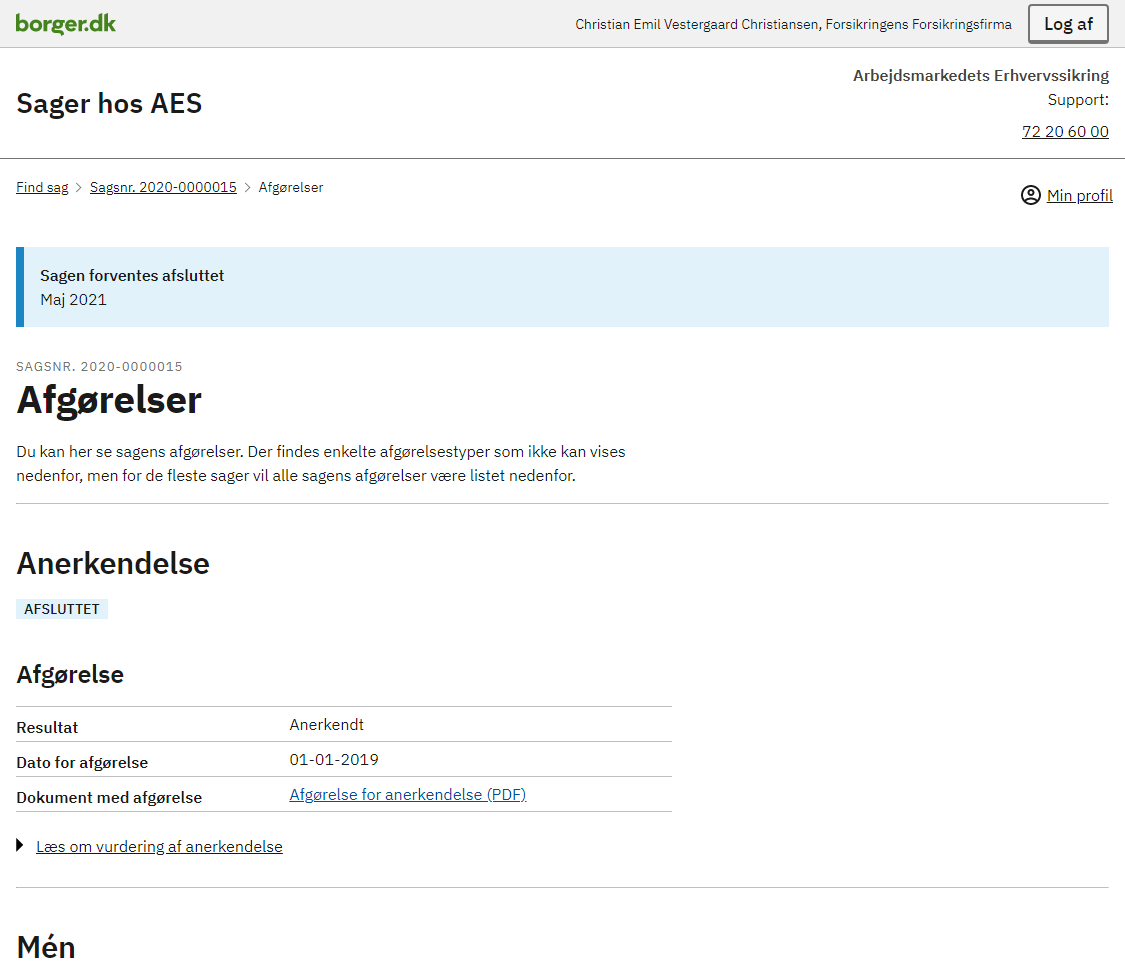 borger.dk
Christian Emil Vestergaard Christiansen, Forsikringens Forsikringsfirma
Log af
Sager hos AES
Arbejdsmarkedets Erhvervssikring
Support:
72 20 60 00
Find sag > Sagsnr. 2020-0000015 > Afgørelser
Min profil
Sagen forventes afsluttet
Maj 2021
SAGSNR. 2020-0000015
Afgørelser
Du kan her se sagens afgørelser. Der findes enkelte afgørelsestyper som ikke kan vises
nedenfor, men for de fleste sager vil alle sagens afgørelser være listet nedenfor.
Anerkendelse
AFSLUTTET
Afgørelse
Resultat Anerkendt
Dato for afgørelse 01-01-2019
Dokument med afgørelse Afgørelse for anerkendelse (PDF)
Læs om vurdering af anerkendelse
Mén